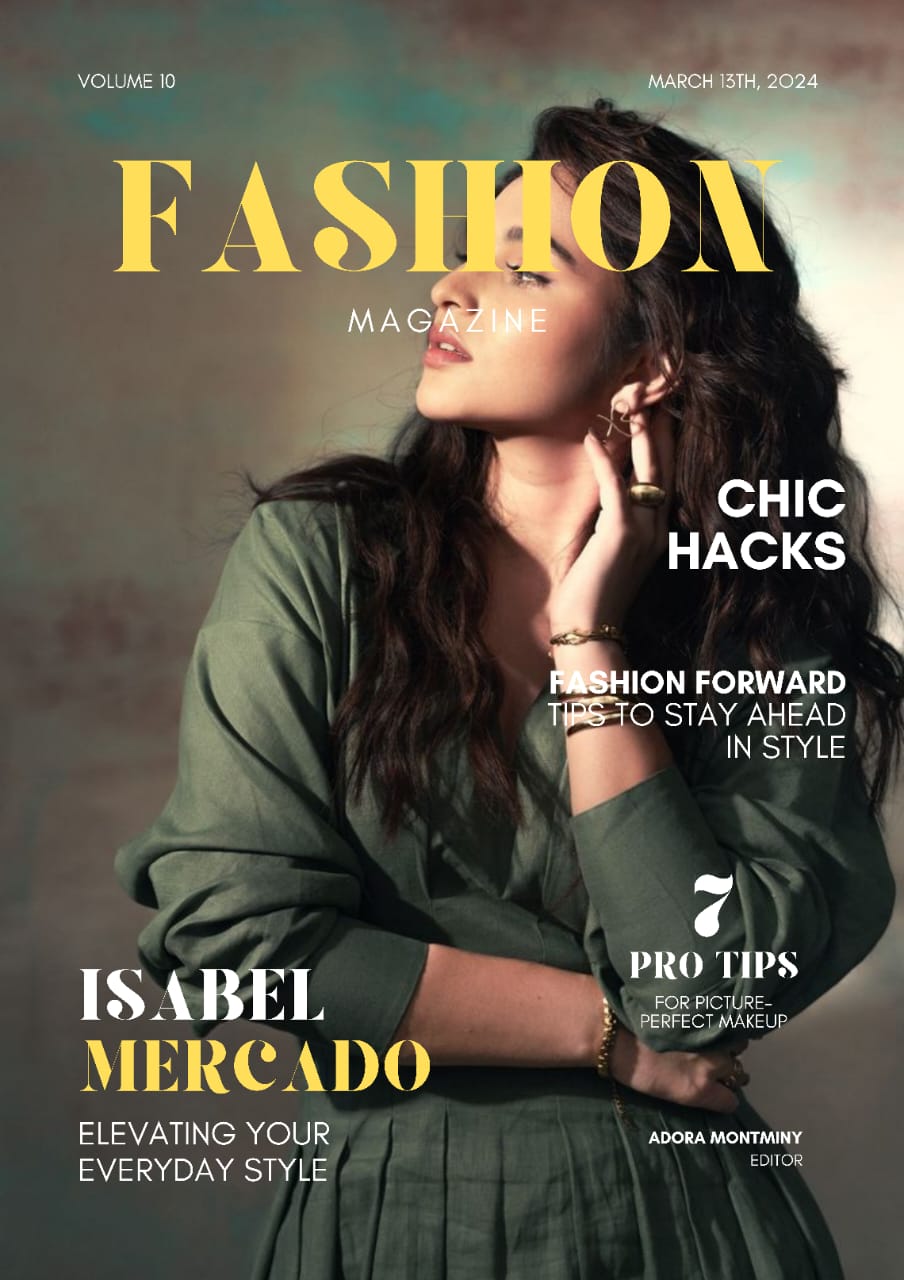 VOLUME 10
MARCH 13TH, 2024
FASHION
MAGAZINE
CHIC
HACKS
FASHION FORWARD
TIPS TO STAY AHEAD
IN STYLE
7
PRO TIPS
FOR PICTURE-
PERFECT MAKEUP
ISABEL
MERCADO
ELEVATING YOUR
EVERYDAY STYLE
ADORA MONTMINY
EDITOR